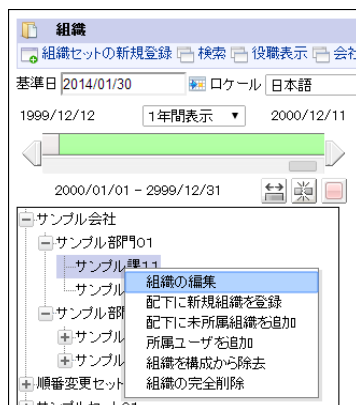 組織
組織セットの新規登録 検索 役職表示 会社
基準日 2014/01/30 ロケール 日本語
1999/12/12 1年間表示 ▼ 2000/12/11
2000/01/01 - 2999/12/31
サンプル会社
サンプル部門01
サンプル課11
サンプル
サンプル部
サンプル
サンプル
順番変更セット
組織の編集
配下に新規組織を登録
配下に未所属組織を追加
所属ユーザを追加
組織を構成から除去
組織の完全削除